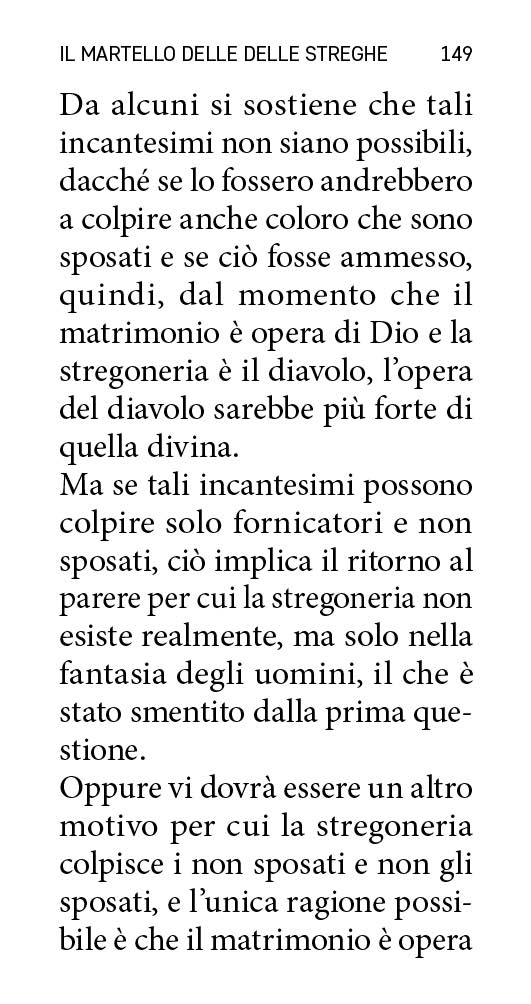 IL MARTELLO DELLE DELLE STREGHE 149
Da alcuni si sostiene che tali
incantesimi non siano possibili,
dacché se lo fossero andrebbero
a colpire anche coloro che sono
sposati e se ciò fosse ammesso,
quindi, dal momento che il
matrimonio è opera di Dio e la
stregoneria è il diavolo, l’opera
del diavolo sarebbe più forte di
quella divina.
Ma se tali incantesimi possono
colpire solo fornicatori e non
sposati, ciò implica il ritorno al
parere per cui la stregoneria non
esiste realmente, ma solo nella
fantasia degli uomini, il che è
stato smentito dalla prima que-
stione.
Oppure vi dovrà essere un altro
motivo per cui la stregoneria
colpisce i non sposati e non gli
sposati, e l’unica ragione possi-
bile è che il matrimonio è opera